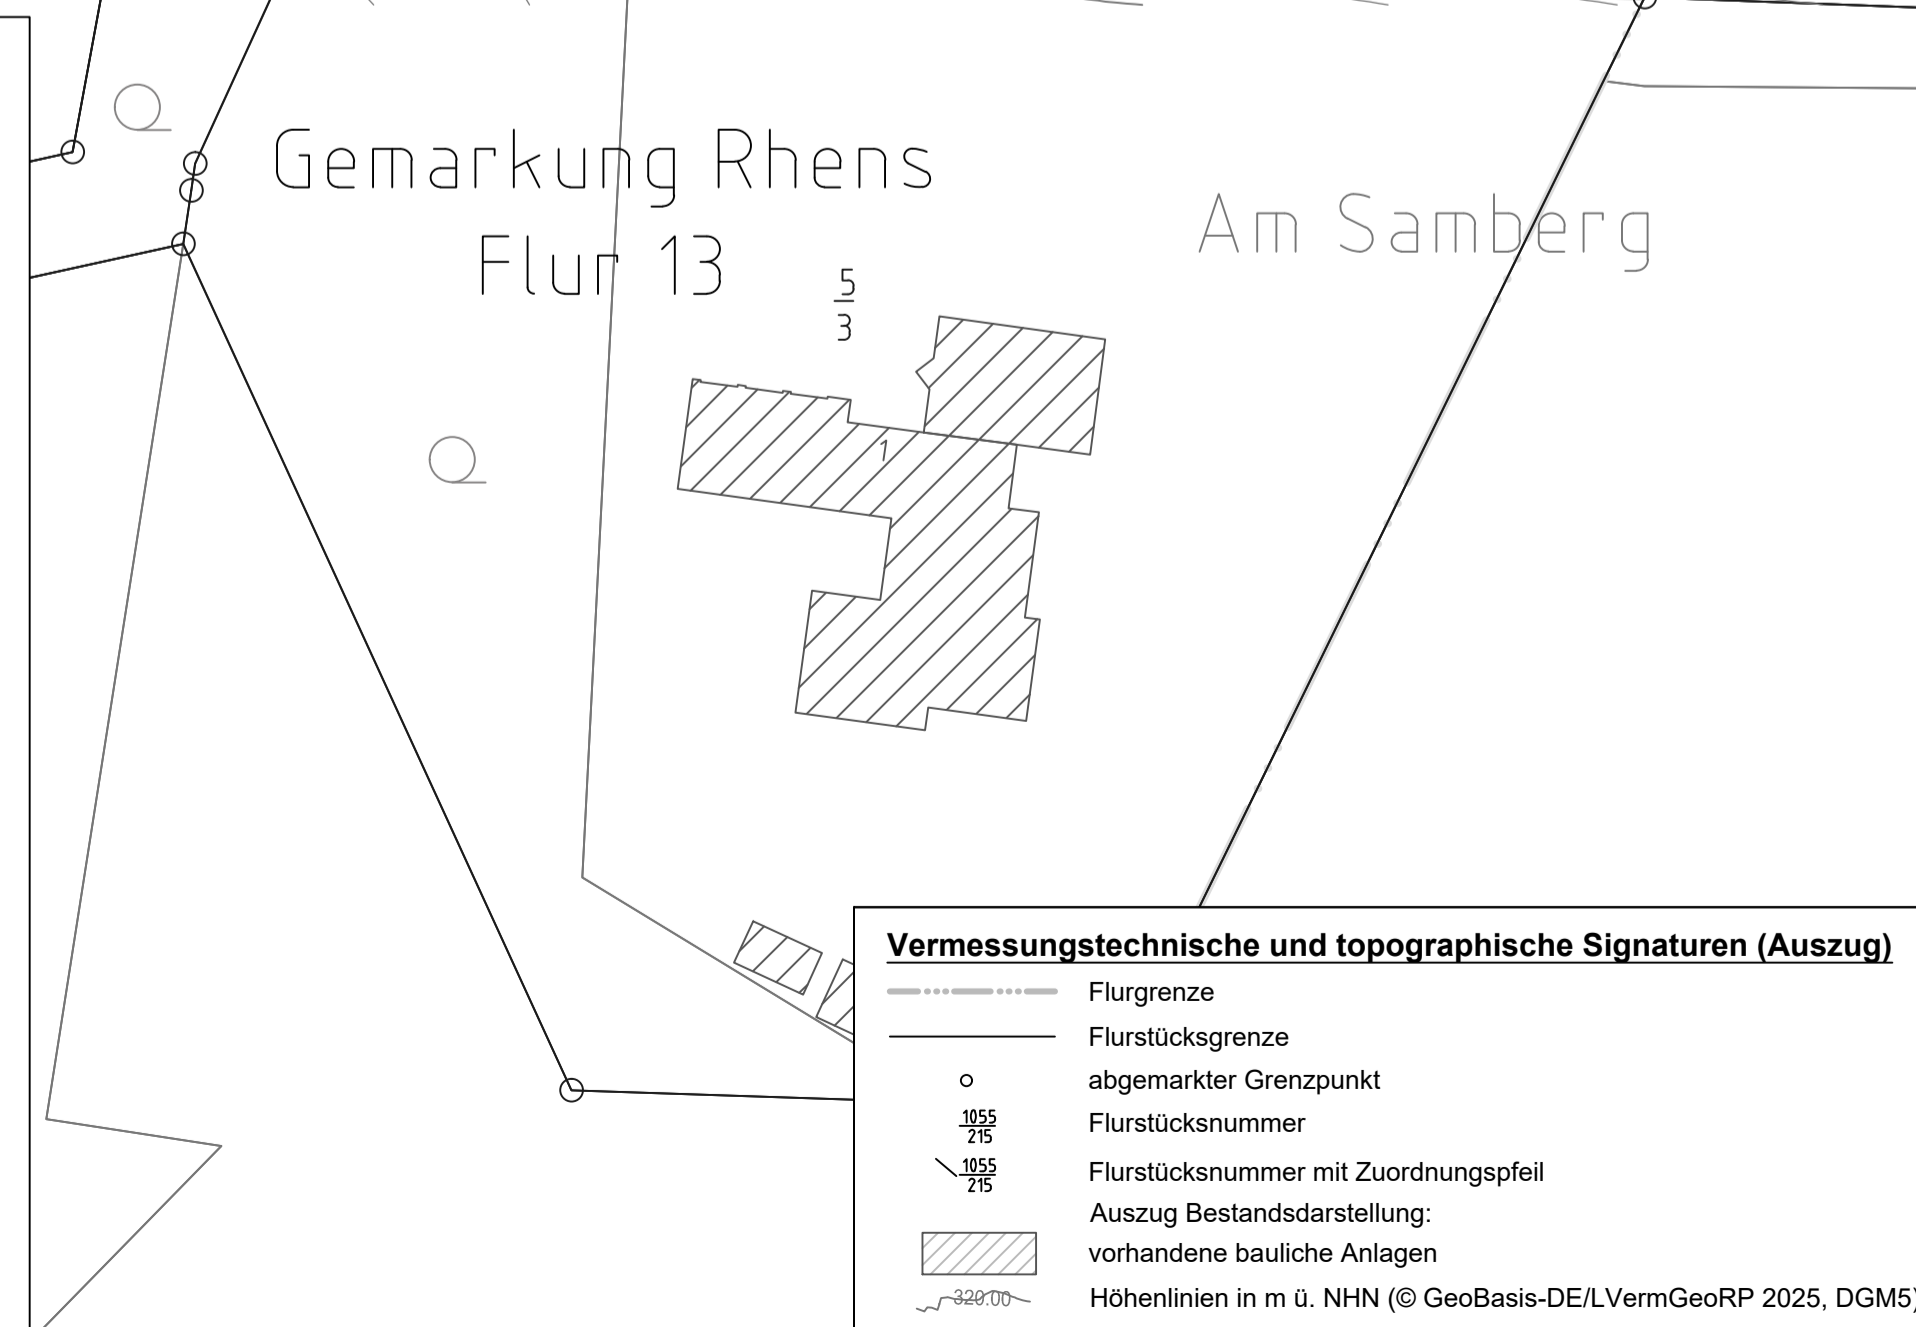 Gemarkung Rhens
Flur 13
Am Samberg
5
3
1
Vermessungstechnische und topographische Signaturen (Auszug)
Flurgrenze
Flurstücksgrenze
abgemarkter Grenzpunkt
1055
215
Flurstücksnummer
1055
215
Flurstücksnummer mit Zuordnungspfeil
Auszug Bestandsdarstellung:
vorhandene bauliche Anlagen
320.00
Höhenlinien in m ü. NHN (© GeoBasis-DE/LVermGeoRP 2025, DGM5)